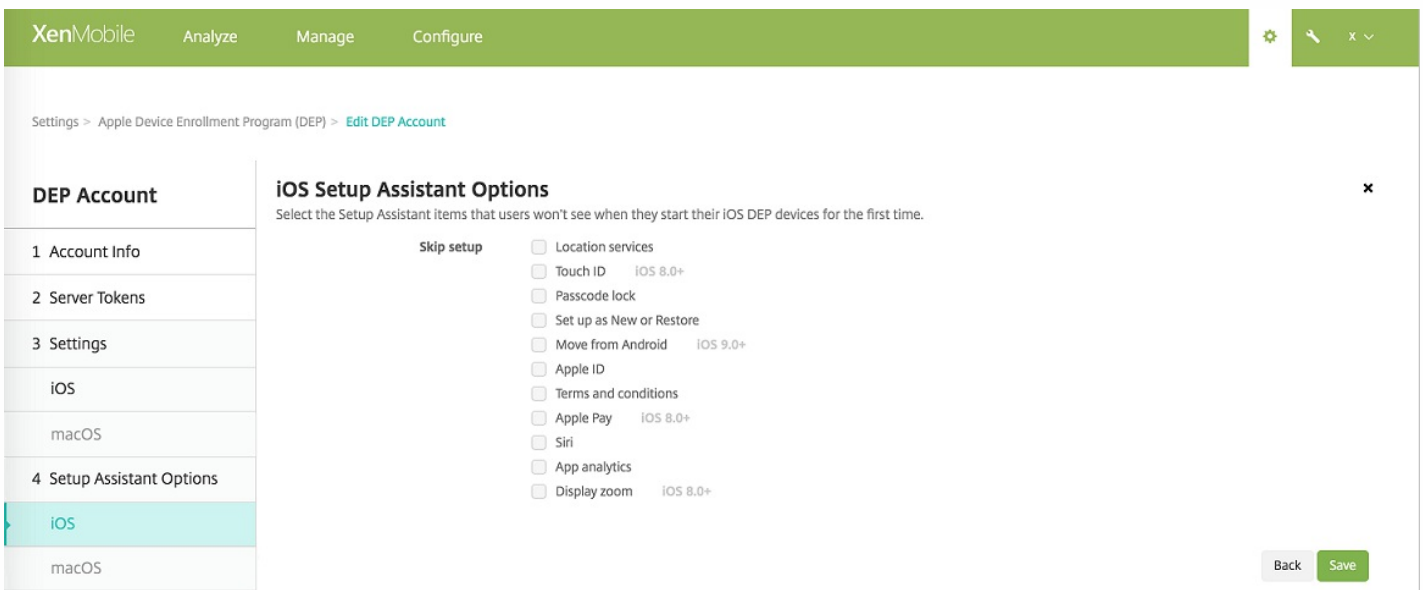 XenMobile Analyze Manage Configure X
Settings > Apple Device Enrollment Program (DEP) > Edit DEP Account
DEP Account
1 Account Info
2 Server Tokens
3 Settings
iOS
macOS
4 Setup Assistant Options
iOS
macOS
iOS Setup Assistant Options
Select the Setup Assistant items that users won't see when they start their iOS DEP devices for the first time.
Skip setup
Location services
Touch ID iOS 8.0+
Passcode lock
Set up as New or Restore
Move from Android iOS 9.0+
Apple ID
Terms and conditions
Apple Pay iOS 8.0+
Siri
App analytics
Display zoom iOS 8.0+
Back Save